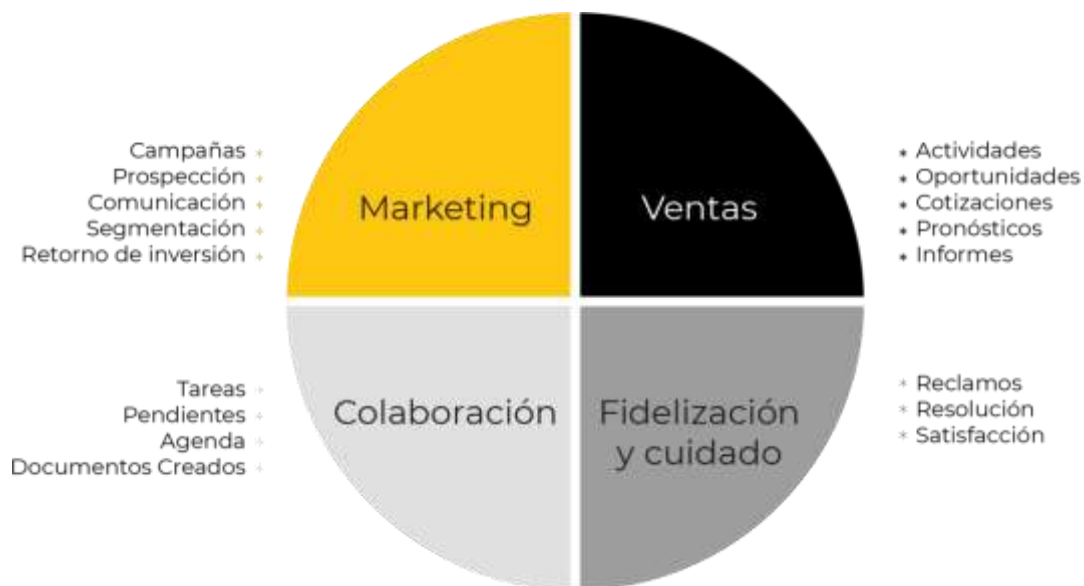 Campañas
Prospección
Comunicación
Segmentación
Retorno de inversión
Marketing
Ventas
Actividades
Oportunidades
Cotizaciones
Pronósticos
Informes
Tareas
Pendientes
Agenda
Documentos Creados
Colaboración
Fidelización
y cuidado
Reclamos
Resolución
Satisfacción